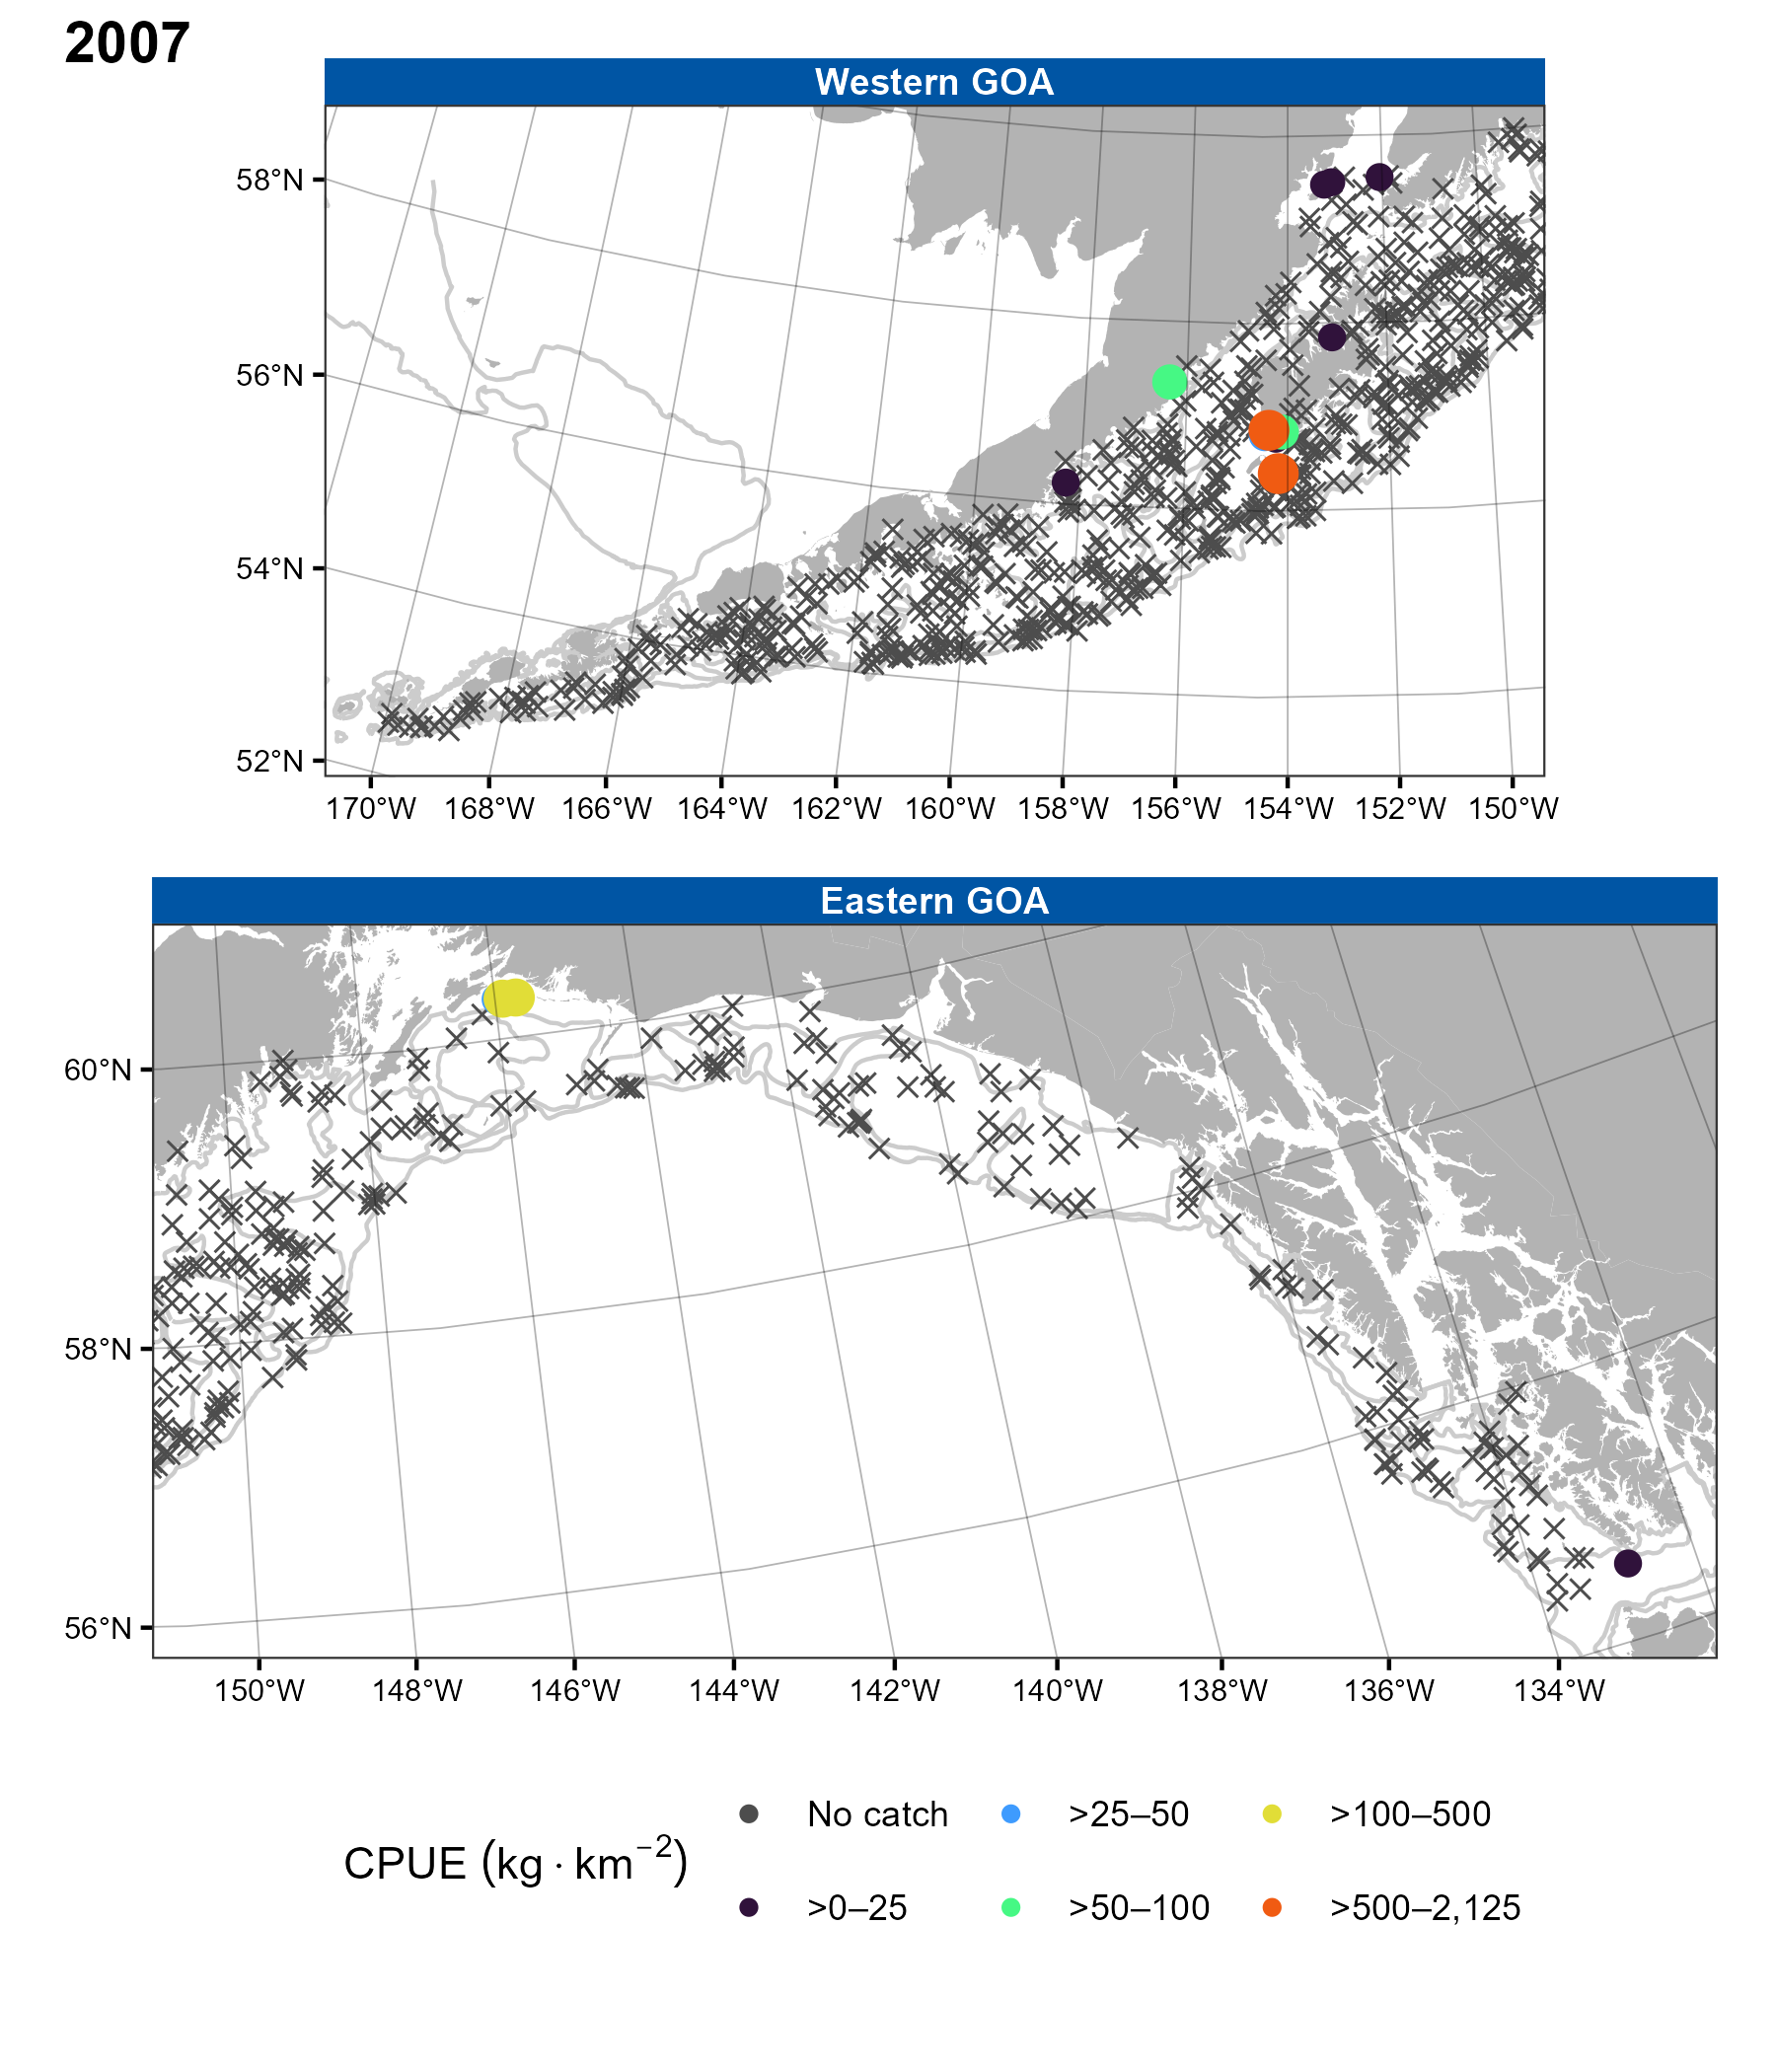 2007
Western GOA
58°N
56°N
54°N
52°N
170°W 168°W 166°W 164°W 162°W 160°W 158°W 156°W 154°W 152°W 150°W
Eastern GOA
60°N
58°N
56°N
150°W 148°W 146°W 144°W 142°W 140°W 138°W 136°W 134°W
CPUE (kg · km−2)
No catch >25–50 >100–500
>0–25 >50–100 >500–2,125